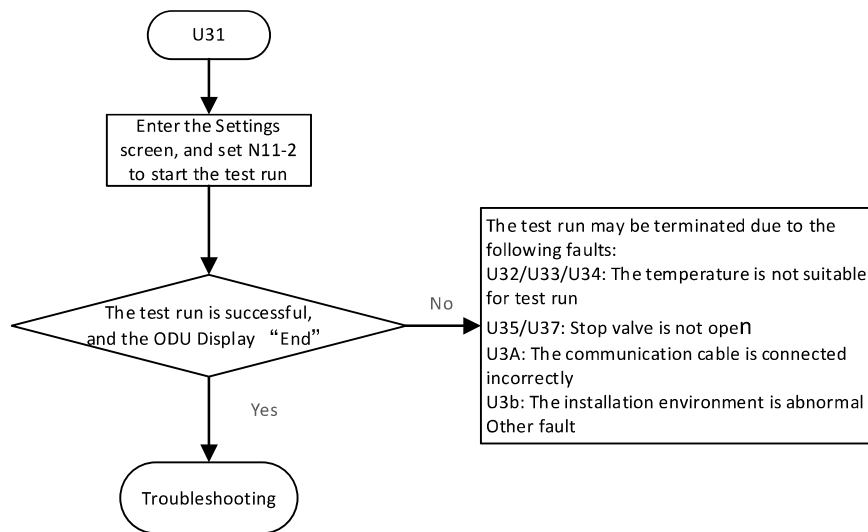 U31
Enter the Settings
screen, and set N11-2
to start the test run
The test run is successful,
and the ODU Display “End”
No
Yes
The test run may be terminated due to the
following faults:
U32/U33/U34: The temperature is not suitable
for test run
U35/U37: Stop valve is not open
U3A: The communication cable is connected
incorrectly
U3b: The installation environment is abnormal
Other fault
Troubleshooting